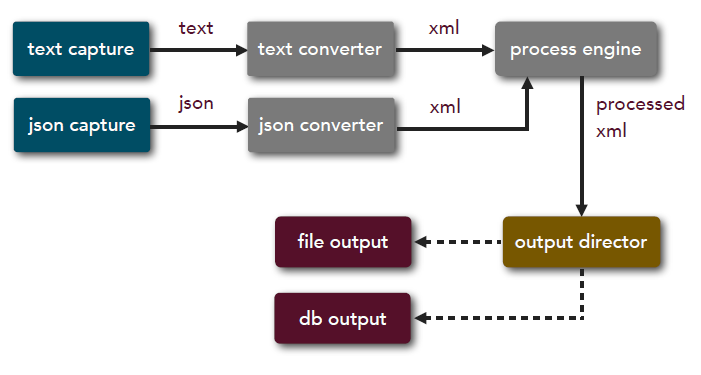 text capture
text
text converter
xml
process engine
json capture
json
json converter
xml
processed
xml
file output
output director
db output